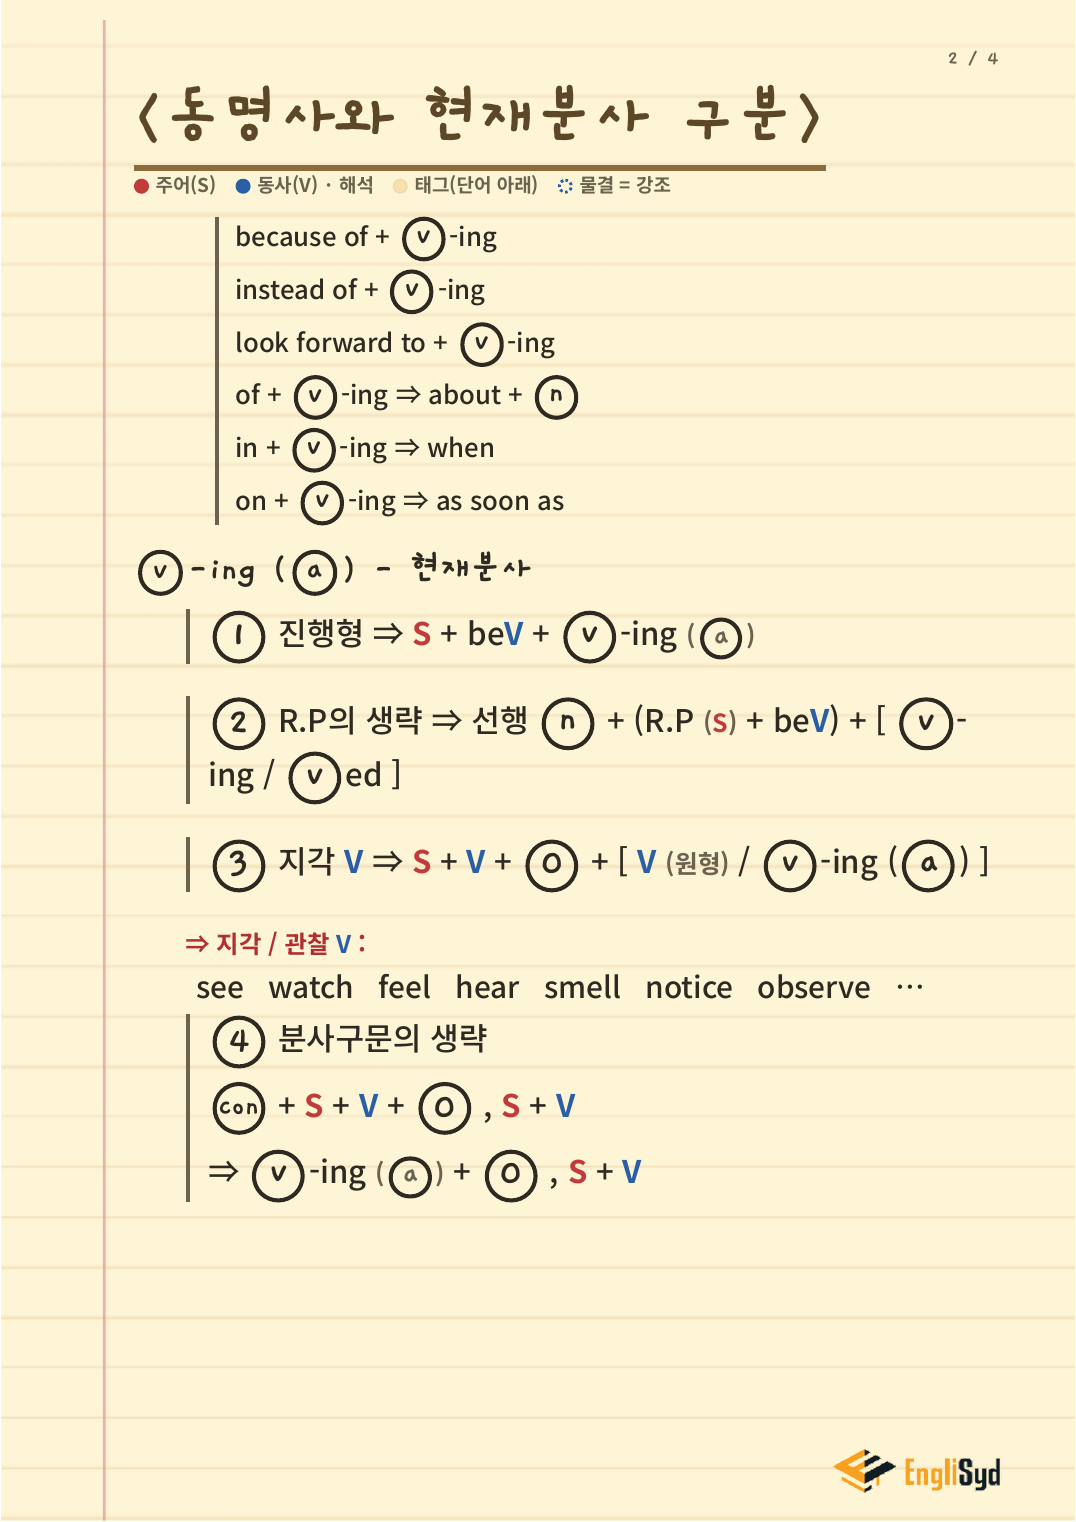 2 / 4
<동명사와 현재분사 구분>
주어(S) 동사(V) · 해석 태그(단어 아래) 물결 = 강조
because of + ⓥ-ing
instead of + ⓥ-ing
look forward to + ⓥ-ing
of + ⓥ-ing ⇒ about + ⓝ
in + ⓥ-ing ⇒ when
on + ⓥ-ing ⇒ as soon as
ⓥ-ing (ⓐ) - 현재분사
① 진행형 ⇒ S + beV + ⓥ-ing (ⓐ)
② R.P의 생략 ⇒ 선행 ⓝ + (R.P (S) + beV) + [ ⓥ-
ing / ⓥed ]
③ 지각 V ⇒ S + V + Ⓞ + [ V (원형) / ⓥ-ing (ⓐ) ]
⇒ 지각 / 관찰 V :
see watch feel hear smell notice observe ⋯
④ 분사구문의 생략
con + S + V + Ⓞ , S + V
⇒ ⓥ-ing (ⓐ) + Ⓞ , S + V
EngliSyd